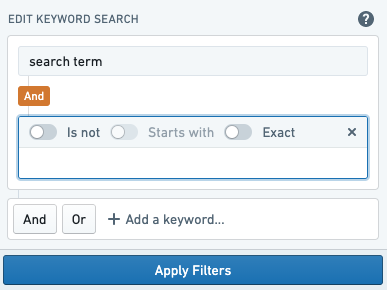 EDIT KEYWORD SEARCH ?
search term
And
Is not Starts with Exact ×
And Or + Add a keyword...
Apply Filters